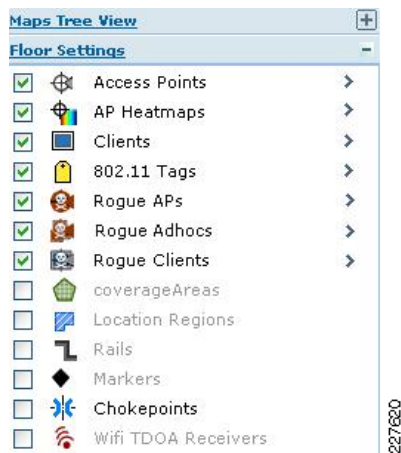 Maps Tree View
Floor Settings
Access Points
AP Heatmaps
Clients
802.11 Tags
Rogue APs
Rogue Adhocs
Rogue Clients
coverageAreas
Location Regions
Rails
Markers
Chokepoints
Wifi TDOA Receivers
227620